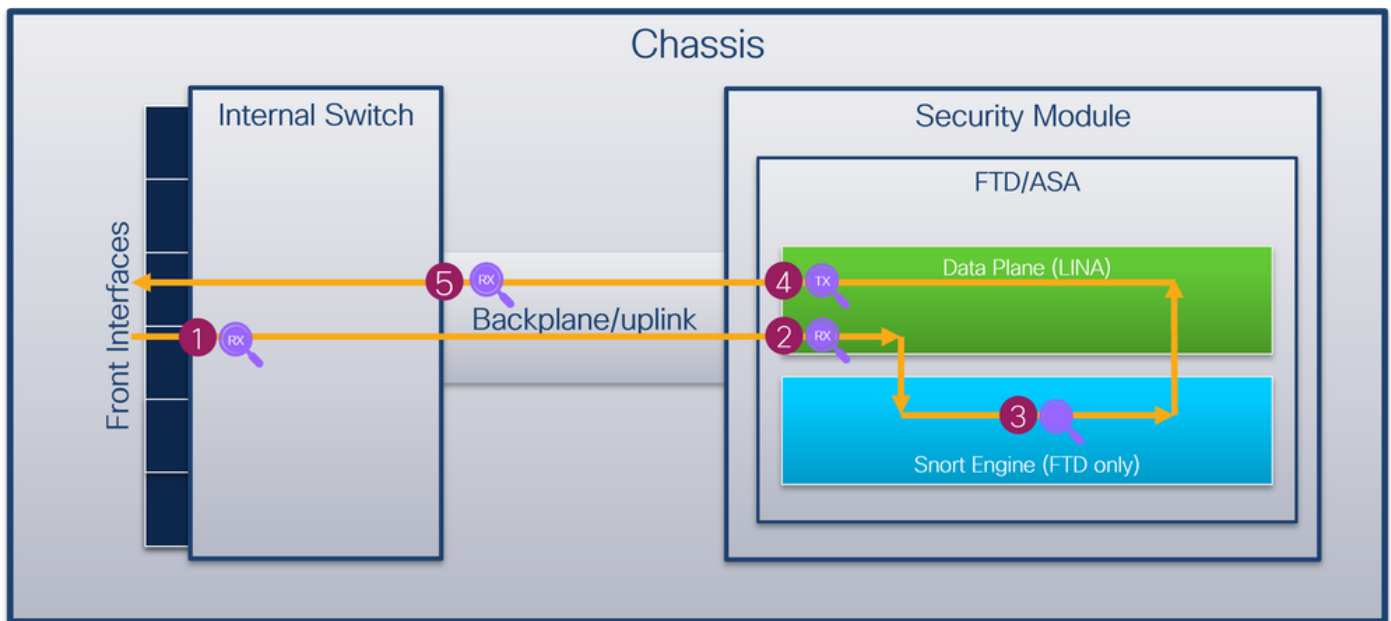 Chassis
Internal Switch
Security Module
FTD/ASA
Front Interfaces
Data Plane (LINA)
5 RX
4 TX
Backplane/uplink
1 RX
2 RX
3
Snort Engine (FTD only)